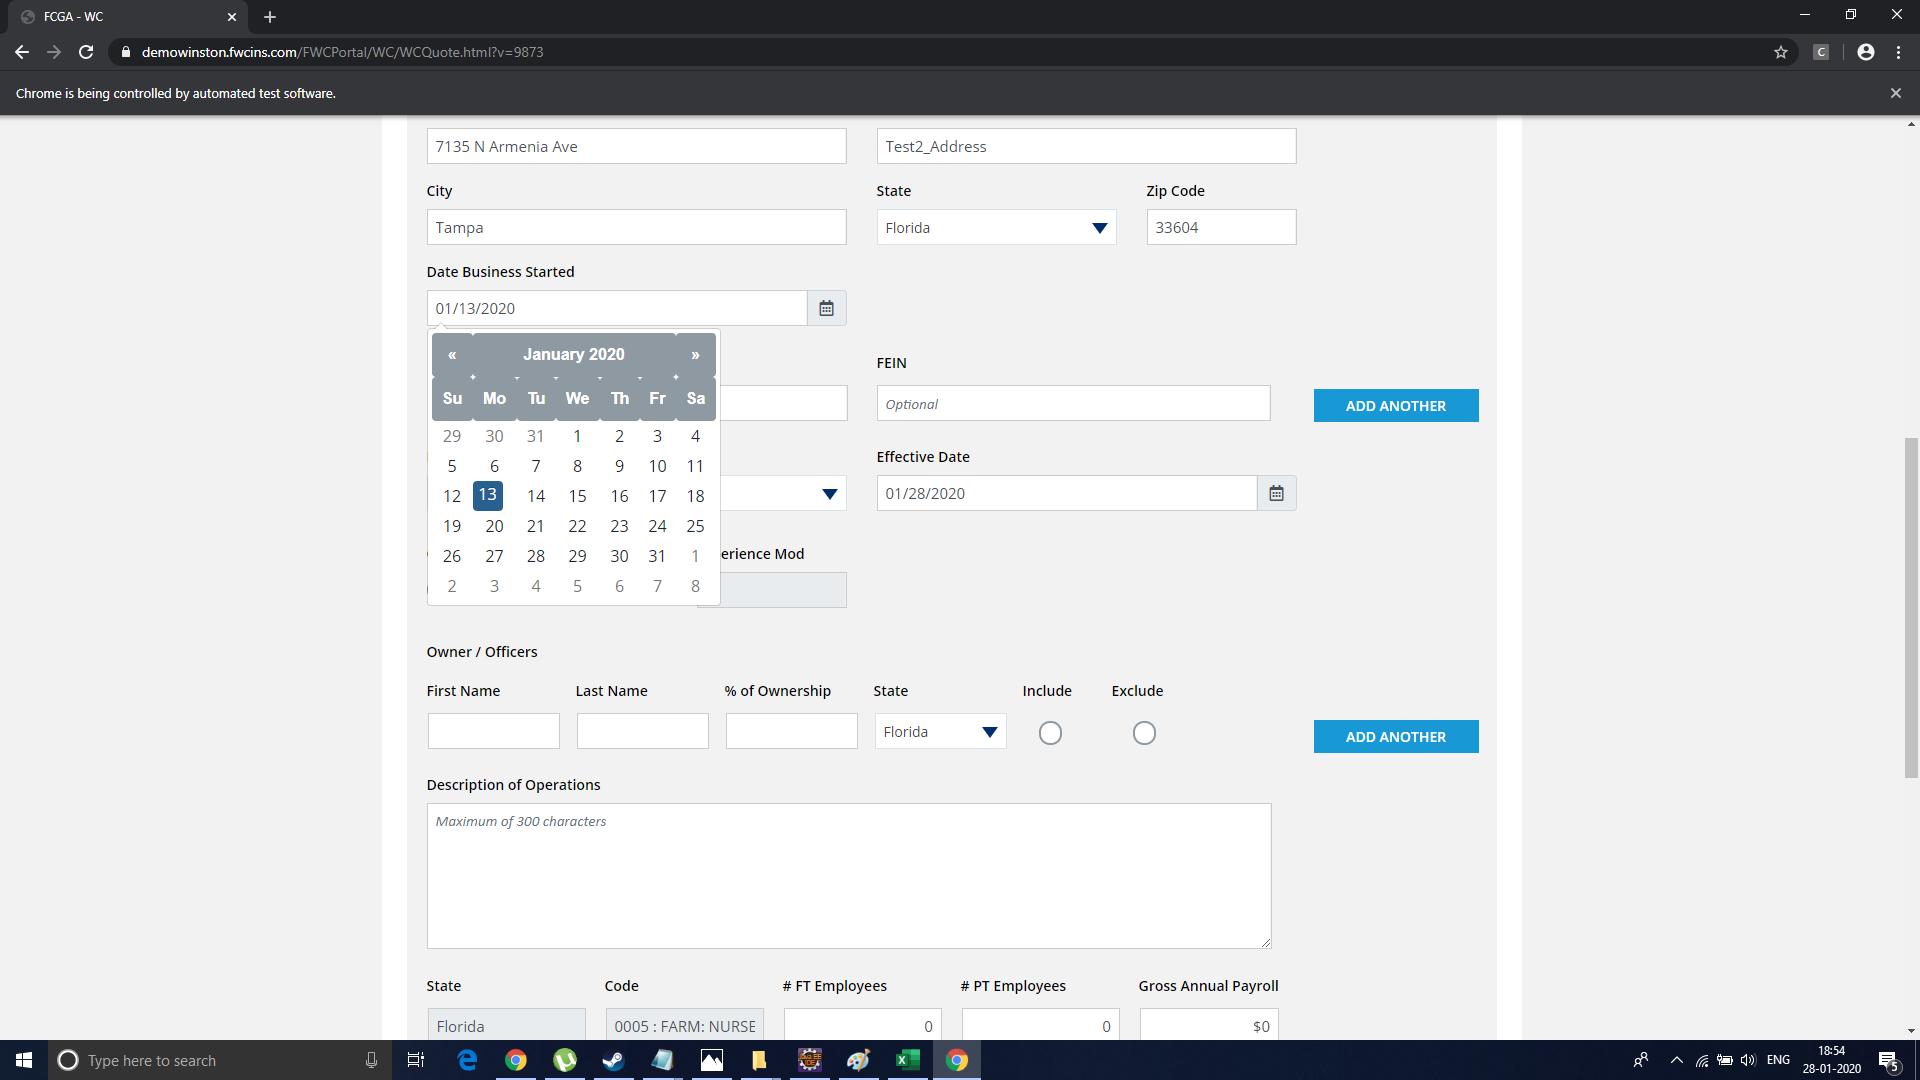 FCGA - WC
demowinston.fwcins.com/FWCPortal/WC/WCQuote.html?v=9873
C
Chrome is being controlled by automated test software.
7135 N Armenia Ave Test2_Address
City State Zip Code
Tampa Florida 33604
Date Business Started
01/13/2020
« January 2020 »
Su Mo Tu We Th Fr Sa
29 30 31 1 2 3 4
5 6 7 8 9 10 11
12 13 14 15 16 17 18
19 20 21 22 23 24 25
26 27 28 29 30 31 1
2 3 4 5 6 7 8
FEIN
Optional ADD ANOTHER
Effective Date
01/28/2020
erience Mod
Owner / Officers
First Name Last Name % of Ownership State Include Exclude
Florida ADD ANOTHER
Description of Operations
Maximum of 300 characters
State Code # FT Employees # PT Employees Gross Annual Payroll
Florida 0005 : FARM: NURSE 0 0 $0
Type here to search
ENG
18:54
28-01-2020
5